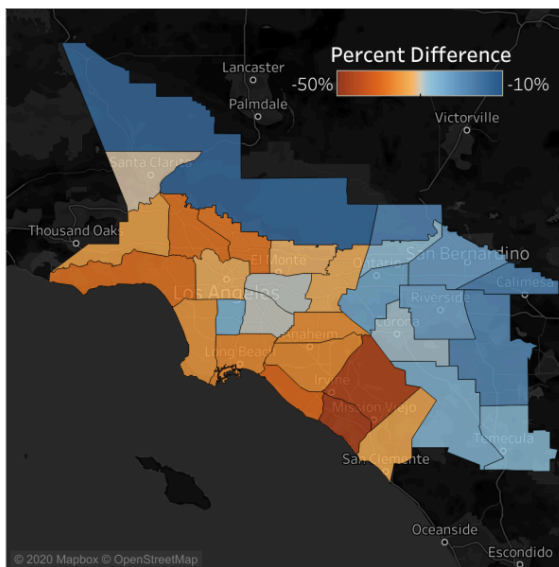 Percent Difference
-50%
-10%
Lancaster
Palmdale
Victorville
Santa Clarita
Thousand Oaks
El Monte
Ontario
San Bernardino
Los Angeles
Calimesa
Riverside
Corona
Anaheim
Long Beach
Irvine
Mission Viejo
Temecula
San Clemente
Oceanside
Escondido
© 2020 Mapbox © OpenStreetMap